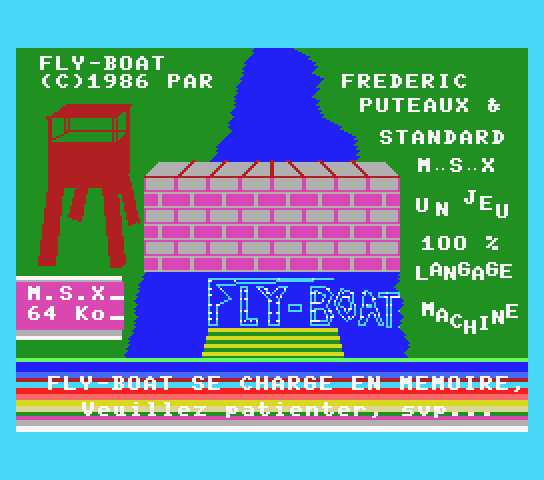 FLY-BOAT
(C)1986 PAR
FREDERIC
PUTEAUX &
STANDARD
M..S..X
UN JEU
100 %
LANGAGE
MACHINE
M.S.X
64 Ko
FLY-BOAT
FLY-BOAT SE CHARGE EN MEMOIRE,
Veuillez patienter, svp...